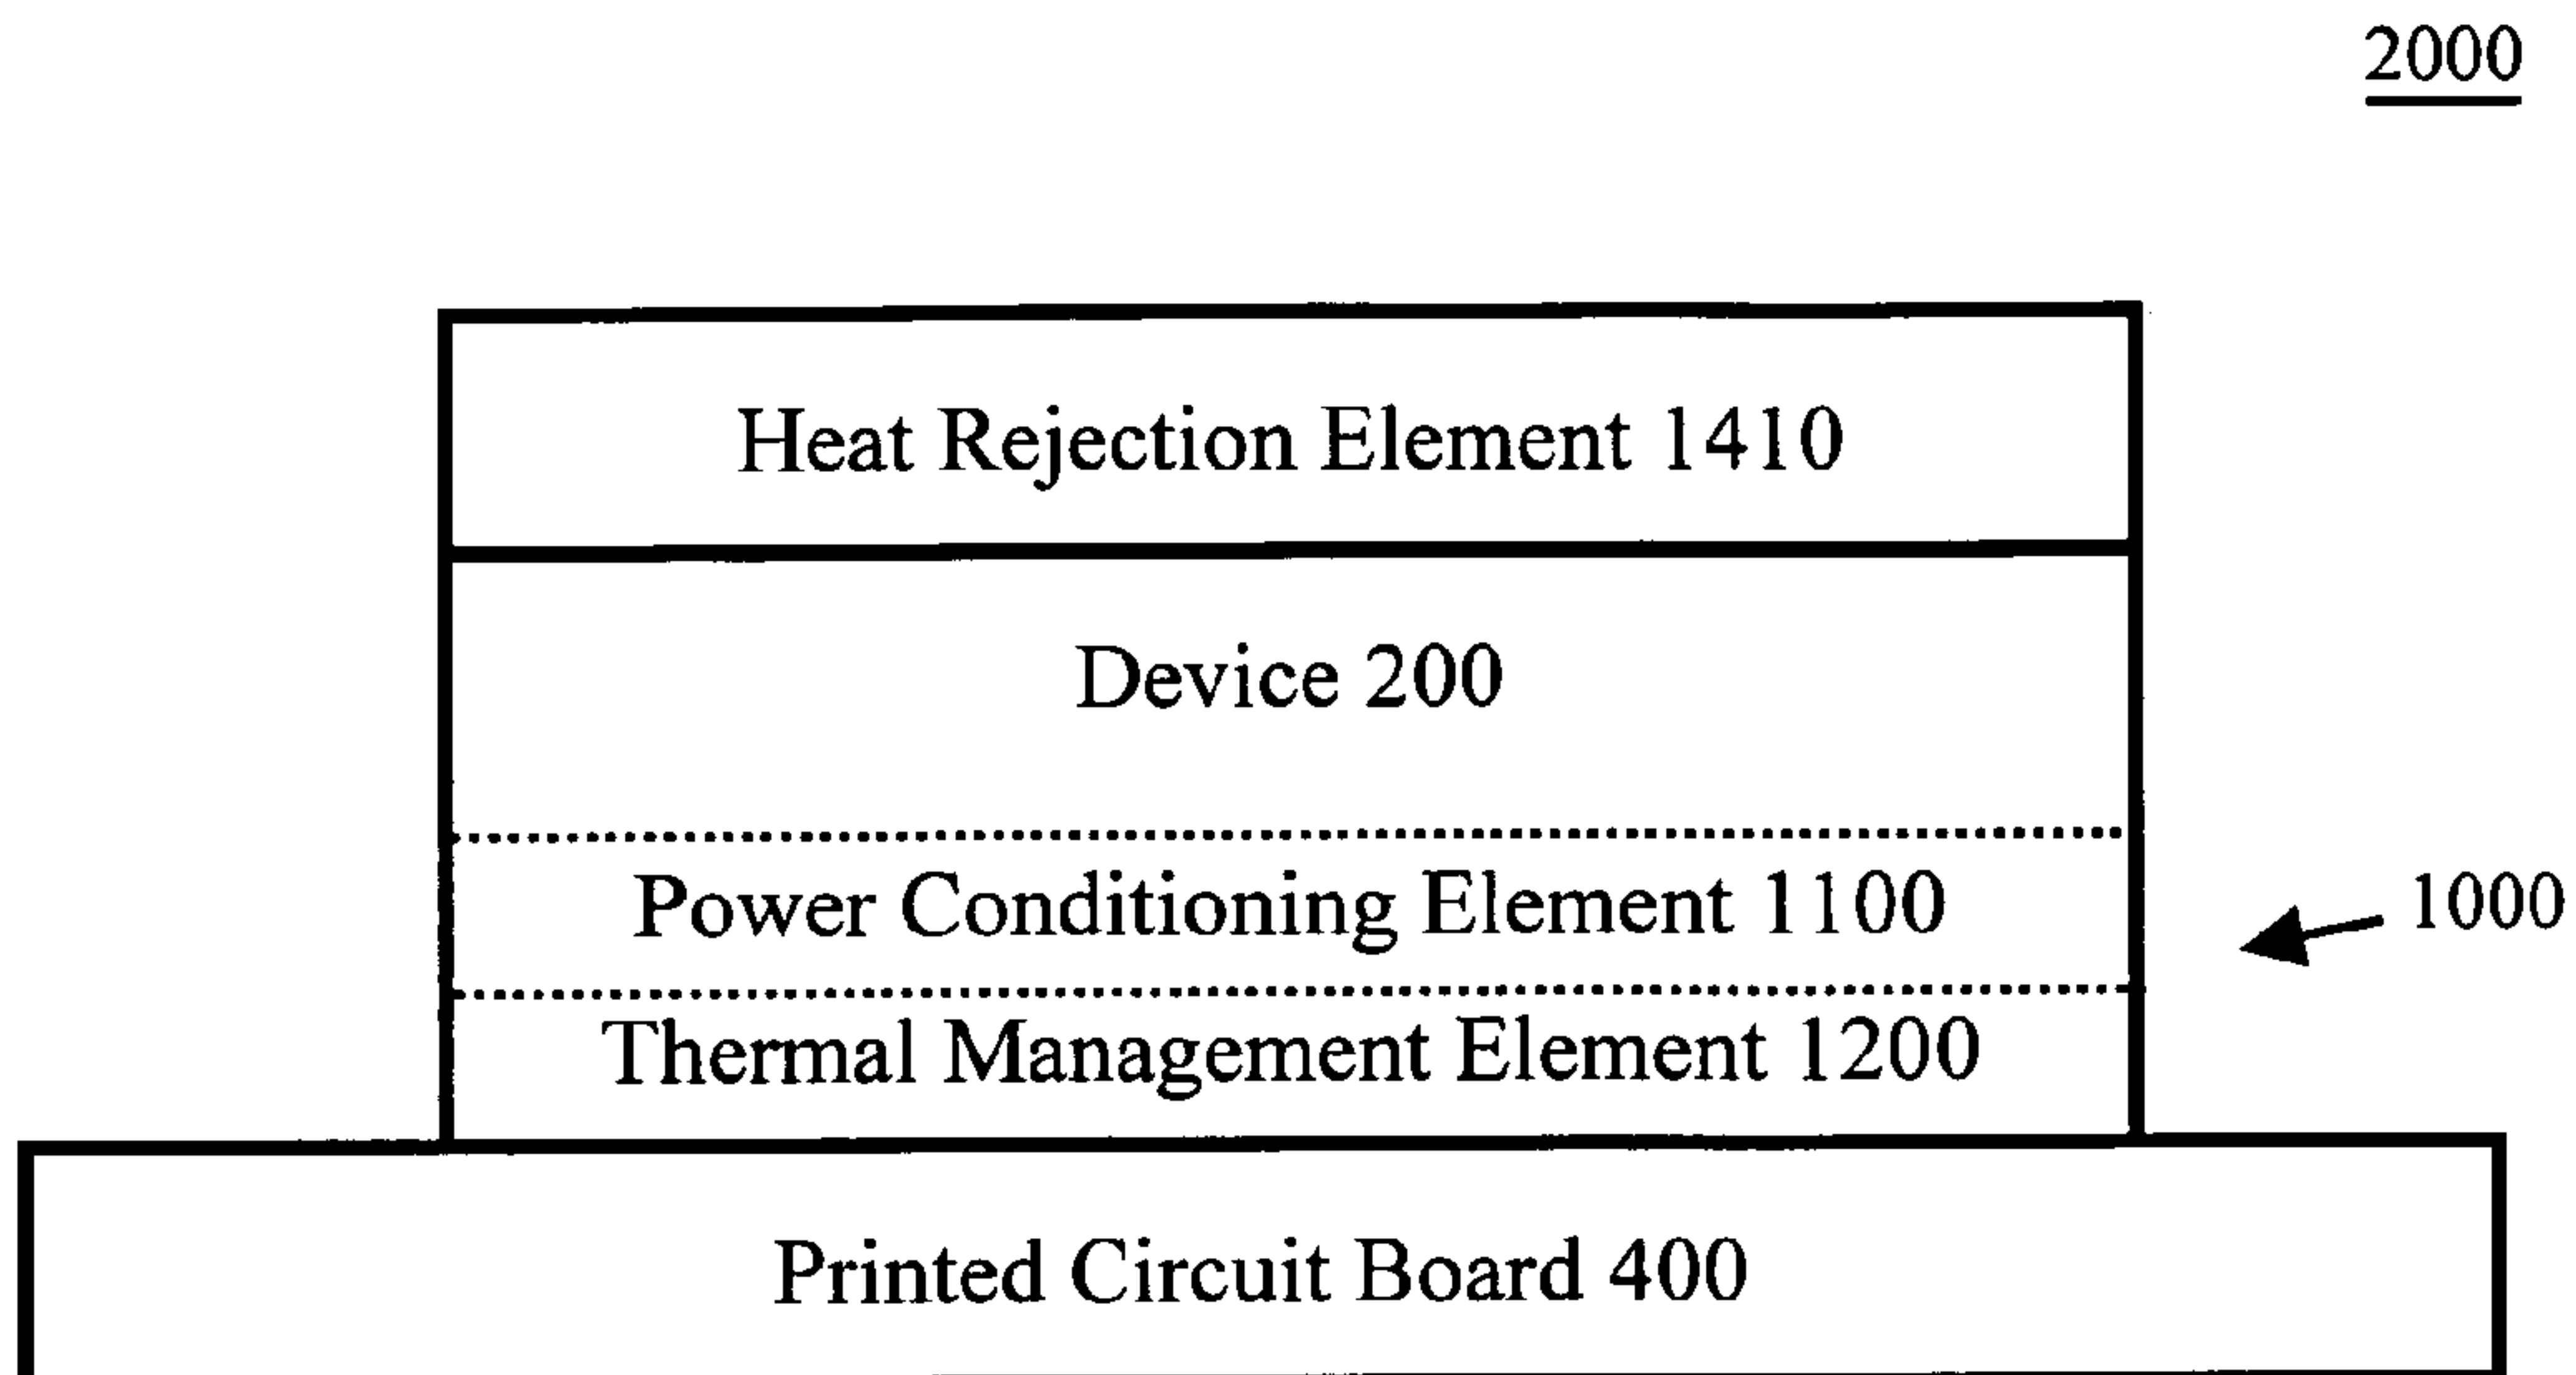 2000
Heat Rejection Element 1410
Device 200
Power Conditioning Element 1100
1000
Thermal Management Element 1200
Printed Circuit Board 400